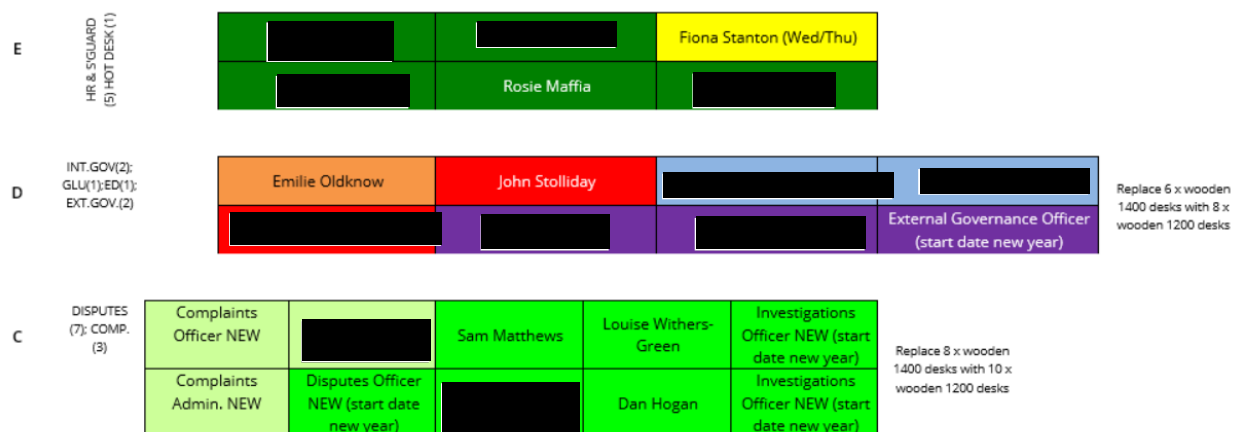 E
HR & S'GUARD
(5) HOT DESK (1)
Fiona Stanton (Wed/Thu)
Rosie Maffia
D
INT.GOV(2);
GLU(1);ED(1);
EXT.GOV.(2)
Emilie Oldknow
John Stolliday
External Governance Officer
(start date new year)
Replace 6 x wooden
1400 desks with 8 x
wooden 1200 desks
C
DISPUTES
(7); COMP.
(3)
Complaints
Officer NEW
Sam Matthews
Louise Withers-
Green
Investigations
Officer NEW (start
date new year)
Complaints
Admin. NEW
Disputes Officer
NEW (start date
new year)
Dan Hogan
Investigations
Officer NEW (start
date new year)
Replace 8 x wooden
1400 desks with 10 x
wooden 1200 desks